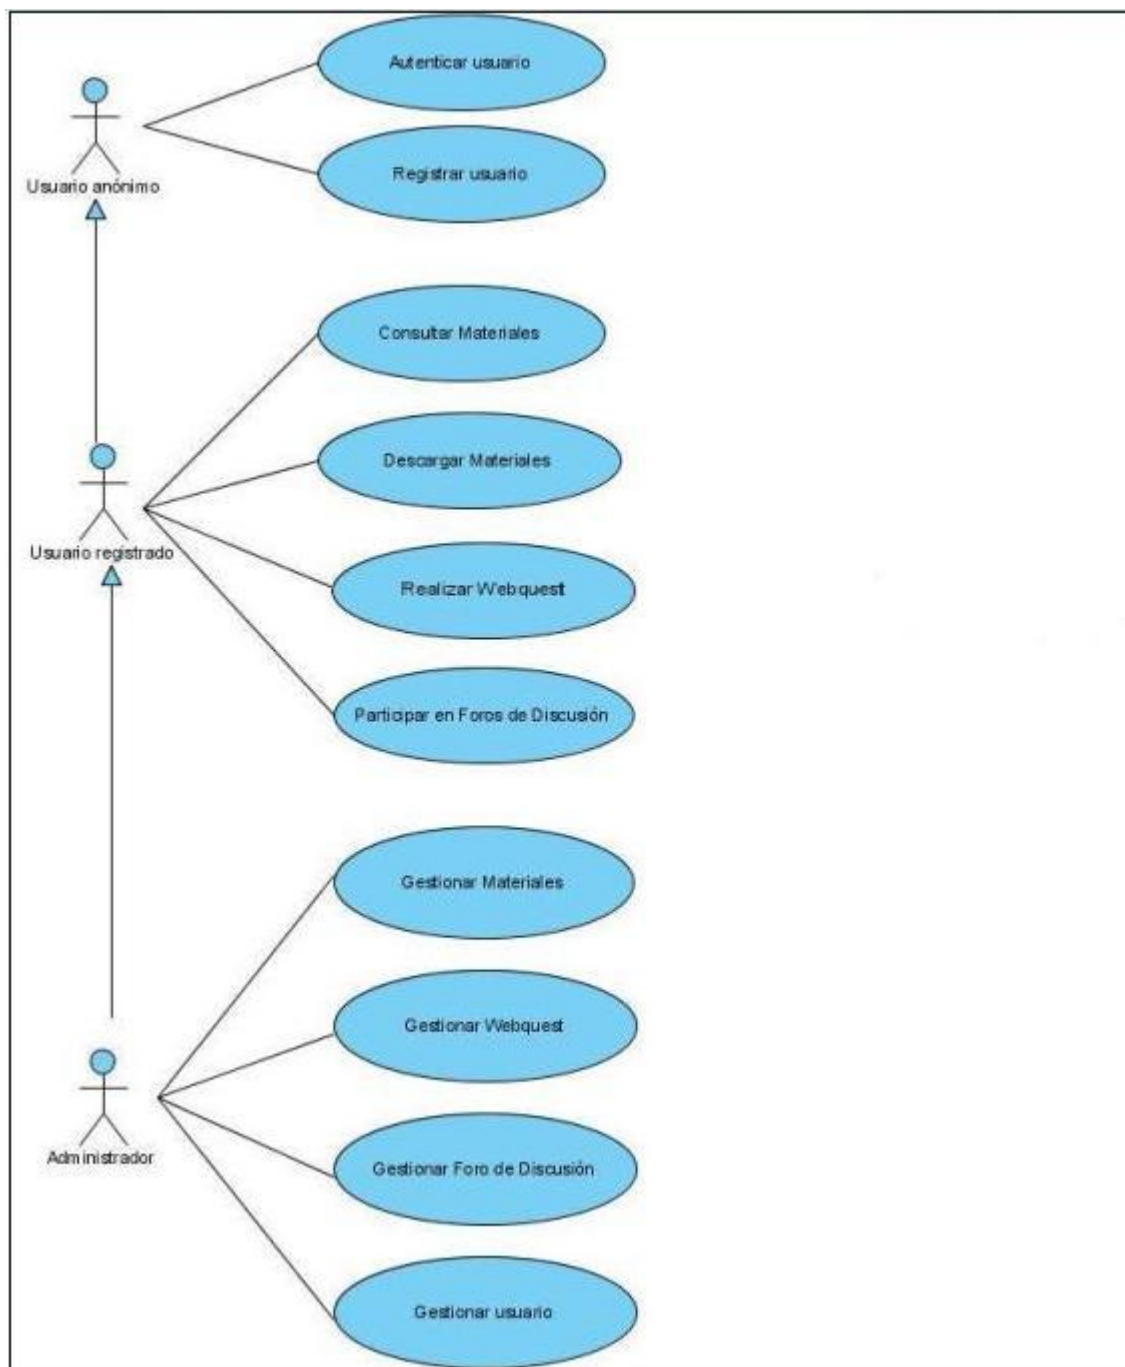 Autenticar usuario
Registrar usuario
Usuario anónimo
Consultar Materiales
Descargar Materiales
Usuario registrado
Realizar Webquest
Participar en Foros de Discusión
Gestionar Materiales
Gestionar Webquest
Administrador
Gestionar Foro de Discusión
Gestionar usuario